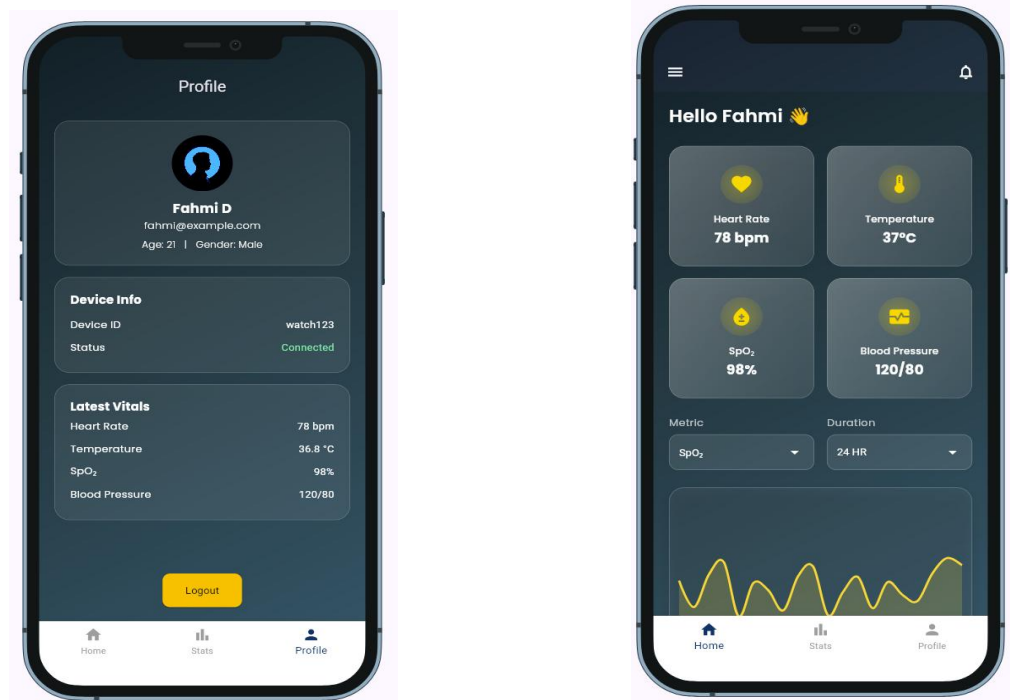 Profile
Fahmi D
fahmi@example.com
Age: 21 | Gender: Male
Device Info
Device ID watch123
Status Connected
Latest Vitals
Heart Rate 78 bpm
Temperature 36.8 °C
SpO₂ 98%
Blood Pressure 120/80
Logout
Home Stats Profile
Hello Fahmi 👋
Heart Rate
78 bpm
Temperature
37°C
SpO₂
98%
Blood Pressure
120/80
Metric Duration
SpO₂ 24 HR
Home Stats Profile